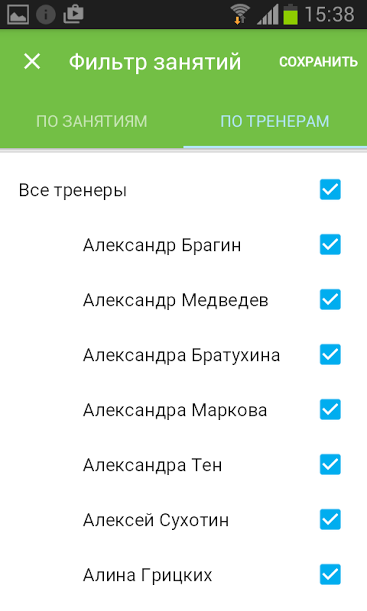 15:38
Фильтр занятий
СОХРАНИТЬ
ПО ЗАНЯТИЯМ
ПО ТРЕНЕРАМ
Все тренеры
Александр Брагин
Александр Медведев
Александра Братухина
Александра Маркова
Александра Тен
Алексей Сухотин
Алина Грицких